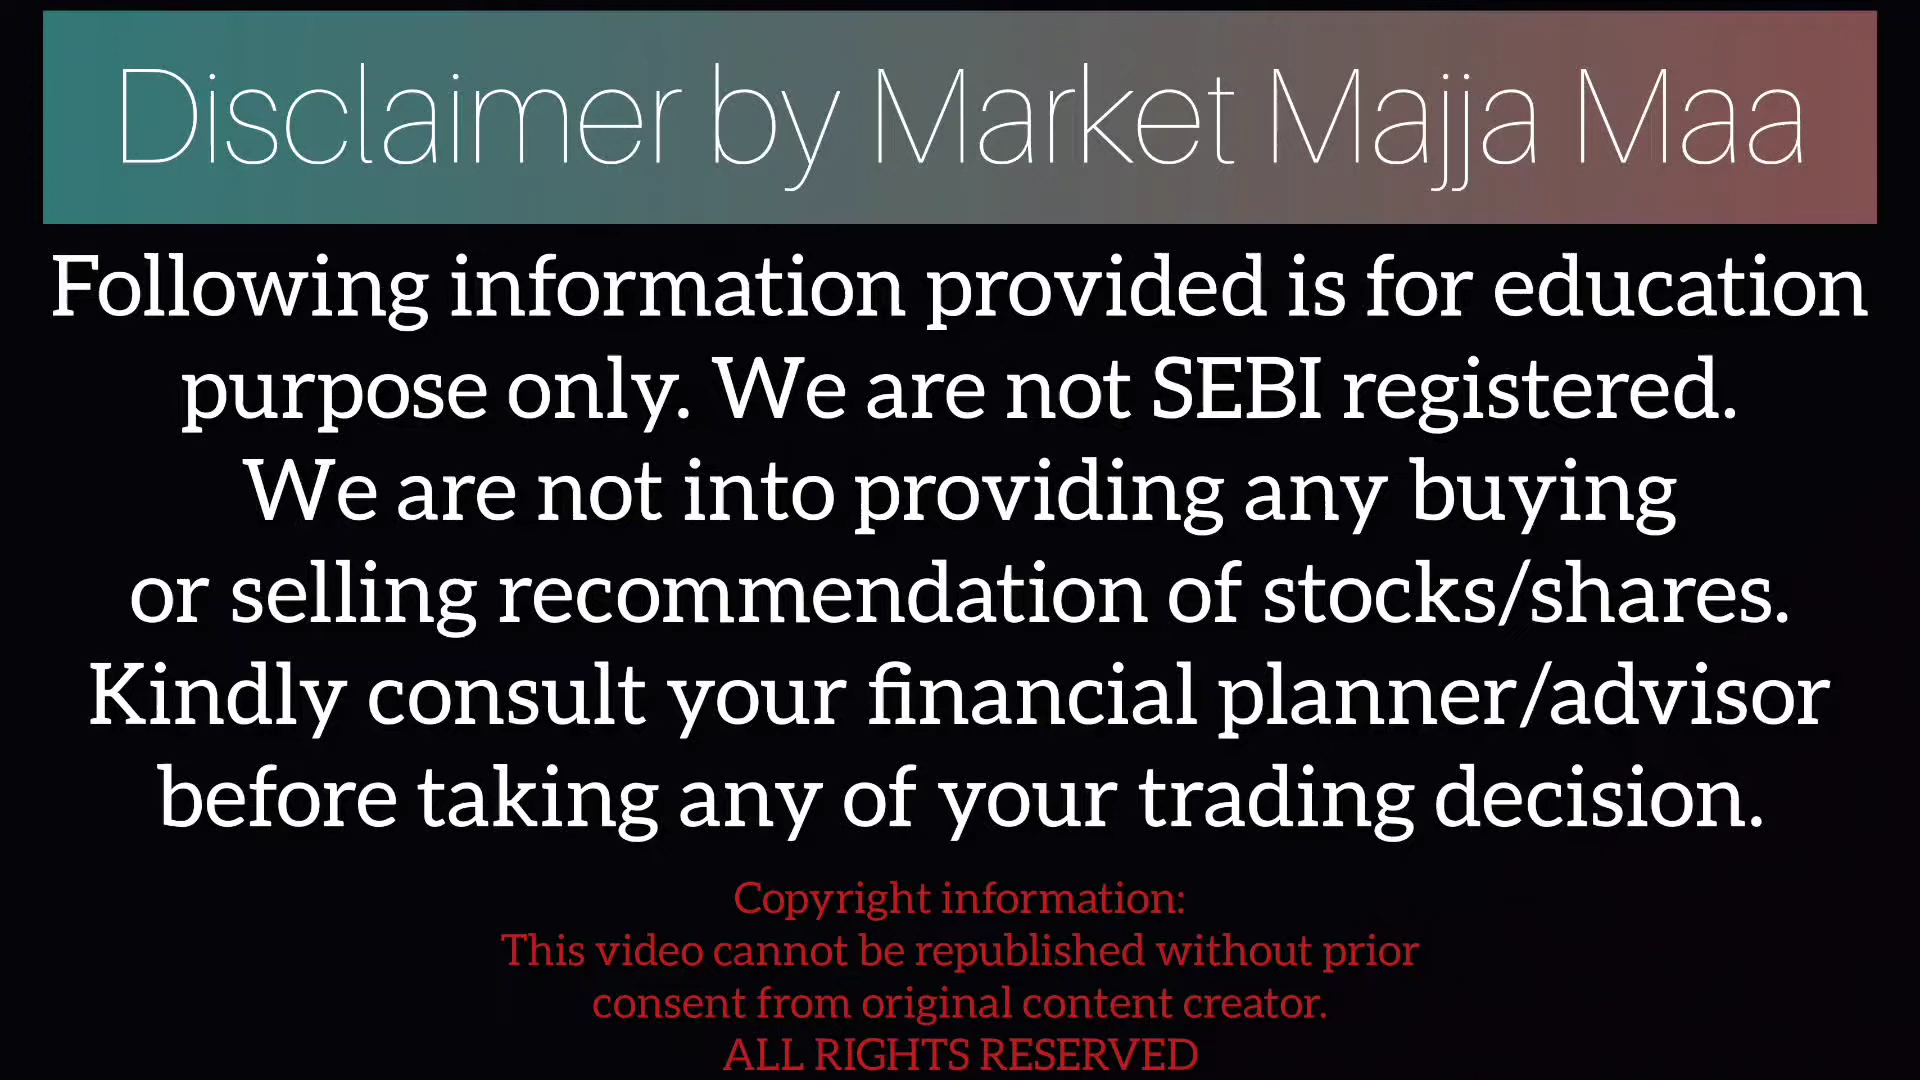 Disclaimer by Market Majja Maa
Following information provided is for education
purpose only. We are not SEBI registered.
We are not into providing any buying
or selling recommendation of stocks/shares.
Kindly consult your financial planner/advisor
before taking any of your trading decision.
Copyright information:
This video cannot be republished without prior
consent from original content creator.
ALL RIGHTS RESERVED